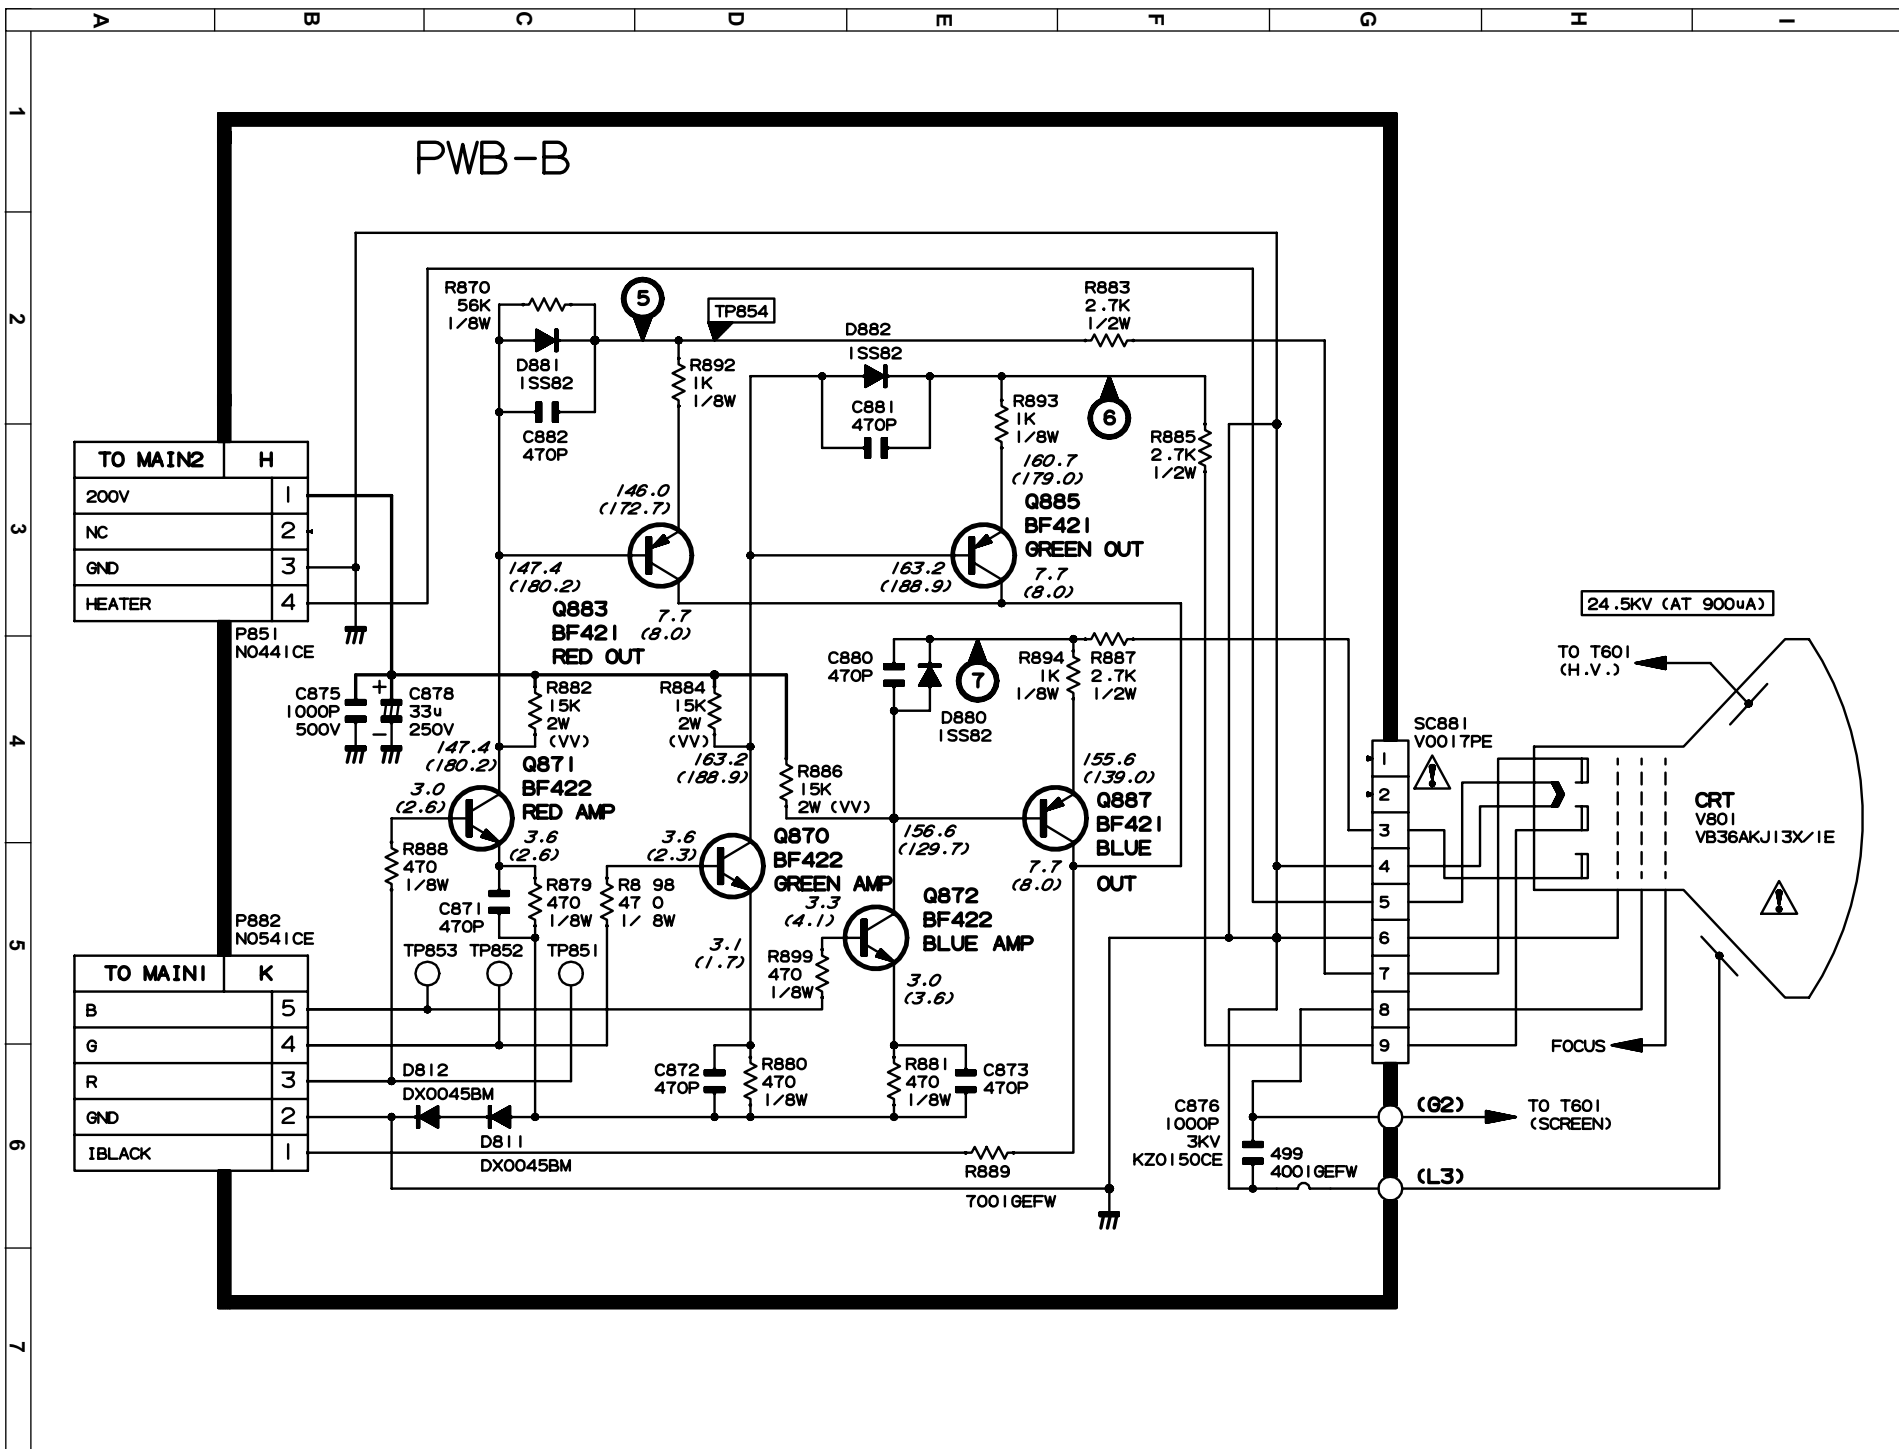 A B C D E F G H I
1
2
3
4
5
6
7
PWB-B
R870
56K
1/8W
5
TP854
D881
1SS82
R892
1K
1/8W
C882
470P
D882
1SS82
C881
470P
R883
2.7K
1/2W
R893
1K
1/8W
6
R885
2.7K
1/2W
160.7
(179.0)
Q885
BF421
GREEN OUT
146.0
(172.7)
147.4
(180.2)
163.2
(188.9)
7.7
(8.0)
Q883
BF421
RED OUT
7.7
(8.0)
TO MAIN2 H
200V 1
NC 2
GND 3
HEATER 4
P851
N0441CE
C875
1000P
500V
+
-
C878
33u
250V
R882
15K
2W
(VV)
R884
15K
2W
(VV)
C880
470P
7
D880
1SS82
R894
1K
1/8W
R887
2.7K
1/2W
147.4
(180.2)
Q871
BF422
RED AMP
3.0
(2.6)
3.6
(2.6)
163.2
(188.9)
R886
15K
2W (VV)
155.6
(139.0)
Q887
BF421
BLUE
OUT
156.6
(129.7)
7.7
(8.0)
3.6
(2.3)
Q870
BF422
GREEN AMP
3.3
(4.1)
Q872
BF422
BLUE AMP
R888
470
1/8W
C871
470P
R879
470
1/8W
R8 98
47 0
1/ 8W
3.1
(1.7)
R899
470
1/8W
3.0
(3.6)
P882
N0541CE
TP853 TP852 TP851
TO MAIN1 K
B 5
G 4
R 3
GND 2
IBLACK 1
D812
DX0045BM
D811
DX0045BM
C872
470P
R880
470
1/8W
R881
470
1/8W
C873
470P
R889
7001GEFW
C876
1000P
3KV
KZ0150CE
499
4001GEFW
(G2)
TO T601
(SCREEN)
(L3)
SC881
V0017PE
1
2
3
4
5
6
7
8
9
24.5KV (AT 900uA)
TO T601
(H.V.)
CRT
V801
VB36AKJ13X/1E
FOCUS